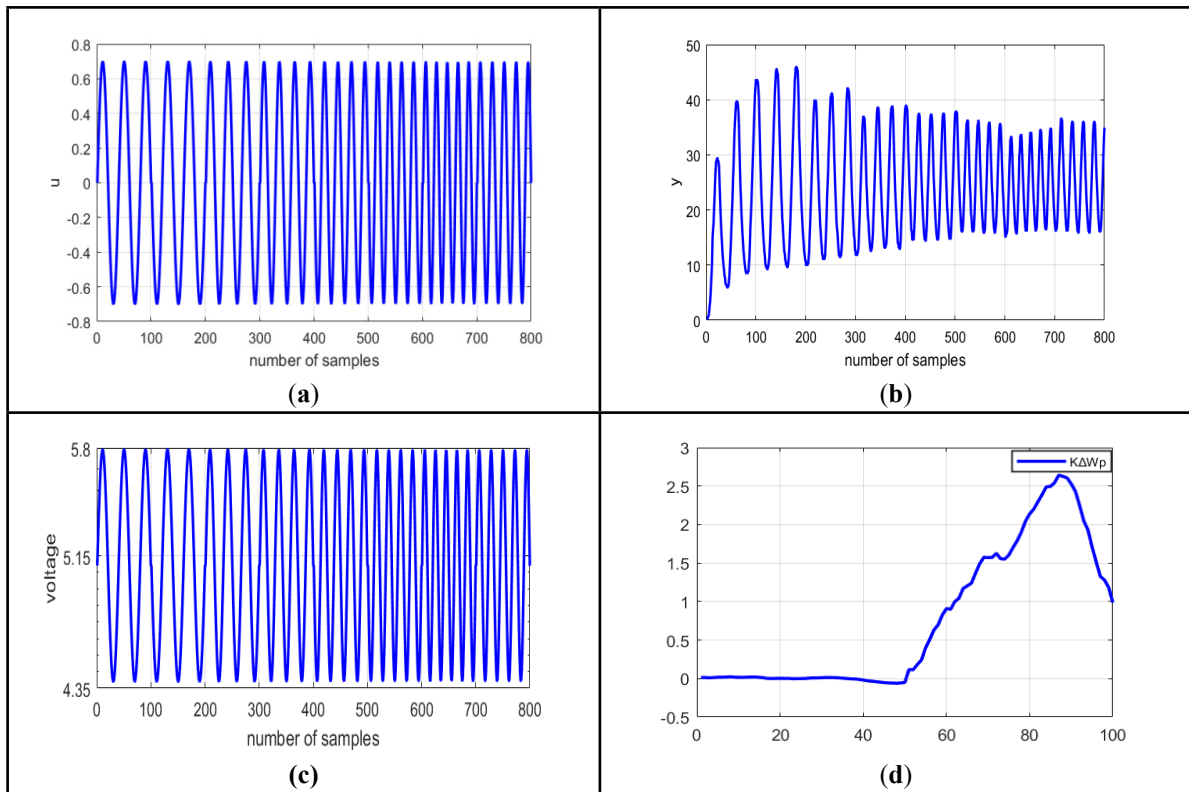 0.8
0.6
0.4
0.2
0
-0.2
-0.4
-0.6
-0.8
u
0 100 200 300 400 500 600 700 800
number of samples
(a)
50
40
30
20
10
0
y
0 100 200 300 400 500 600 700 800
number of samples
(b)
5.8
5.15
4.35
voltage
0 100 200 300 400 500 600 700 800
number of samples
(c)
3
2.5
2
1.5
1
0.5
0
-0.5
KΔWp
0 20 40 60 80 100
(d)